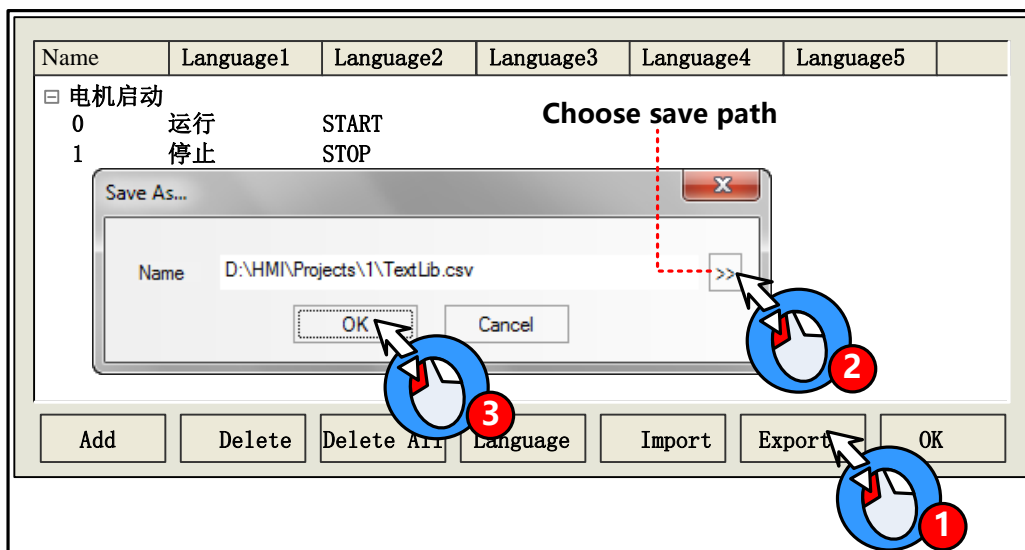 Name Language1 Language2 Language3 Language4 Language5
电机启动
0 运行 START
1 停止 STOP
Choose save path
Save As...
Name D:\HMI\Projects\1\TextLib.csv >>
OK Cancel
2
3
Add Delete Delete All Language Import Export OK
1